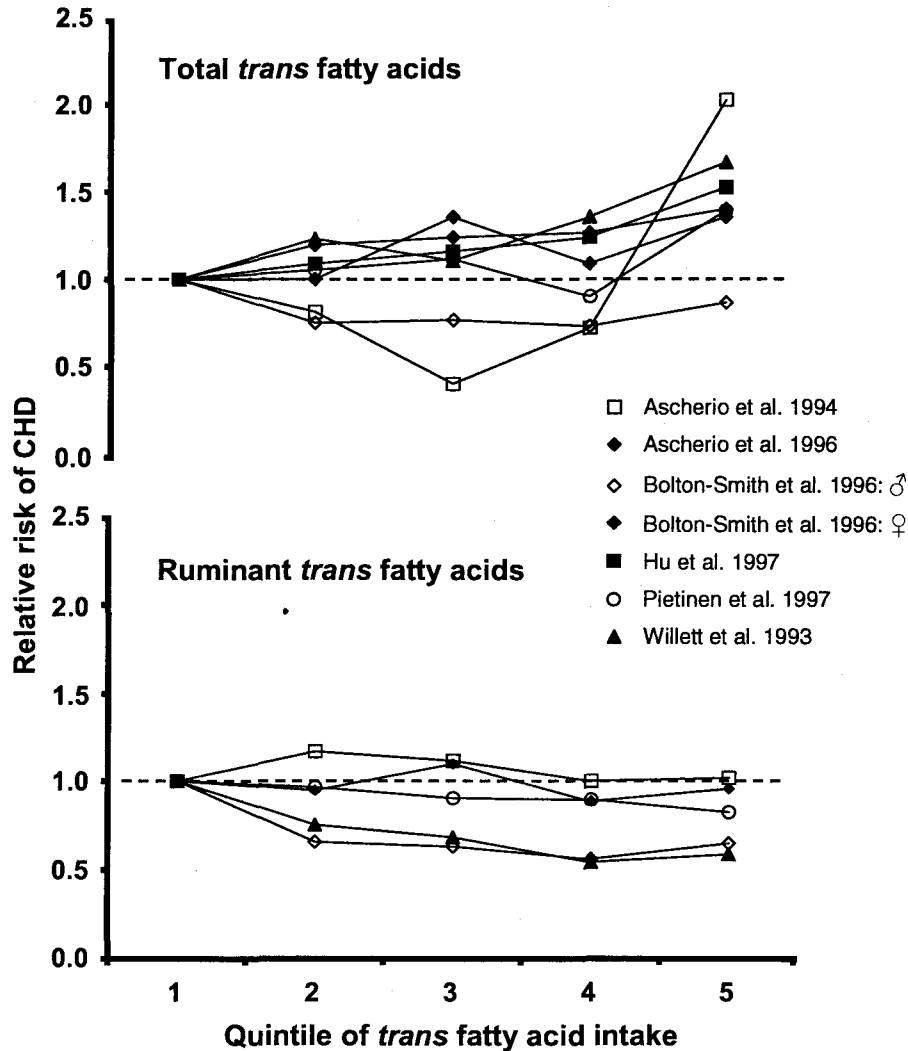 2.5
Total trans fatty acids
2.0
1.5
1.0
0.5
0.0
Relative risk of CHD
Ascherio et al. 1994
Ascherio et al. 1996
Bolton-Smith et al. 1996: ♂
Bolton-Smith et al. 1996: ♀
Hu et al. 1997
Pietinen et al. 1997
Willett et al. 1993
2.5
Ruminant trans fatty acids
2.0
1.5
1.0
0.5
0.0
1 2 3 4 5
Quintile of trans fatty acid intake